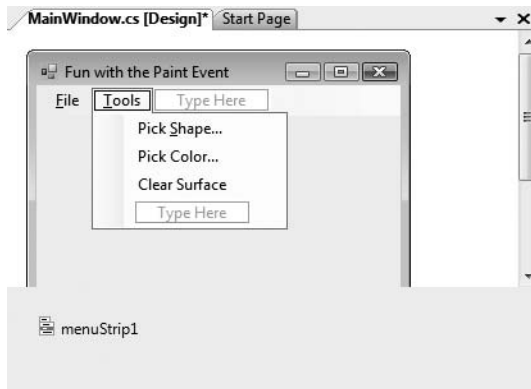 MainWindow.cs [Design]* Start Page
Fun with the Paint Event
File Tools Type Here
Pick Shape...
Pick Color...
Clear Surface
Type Here
menuStrip1